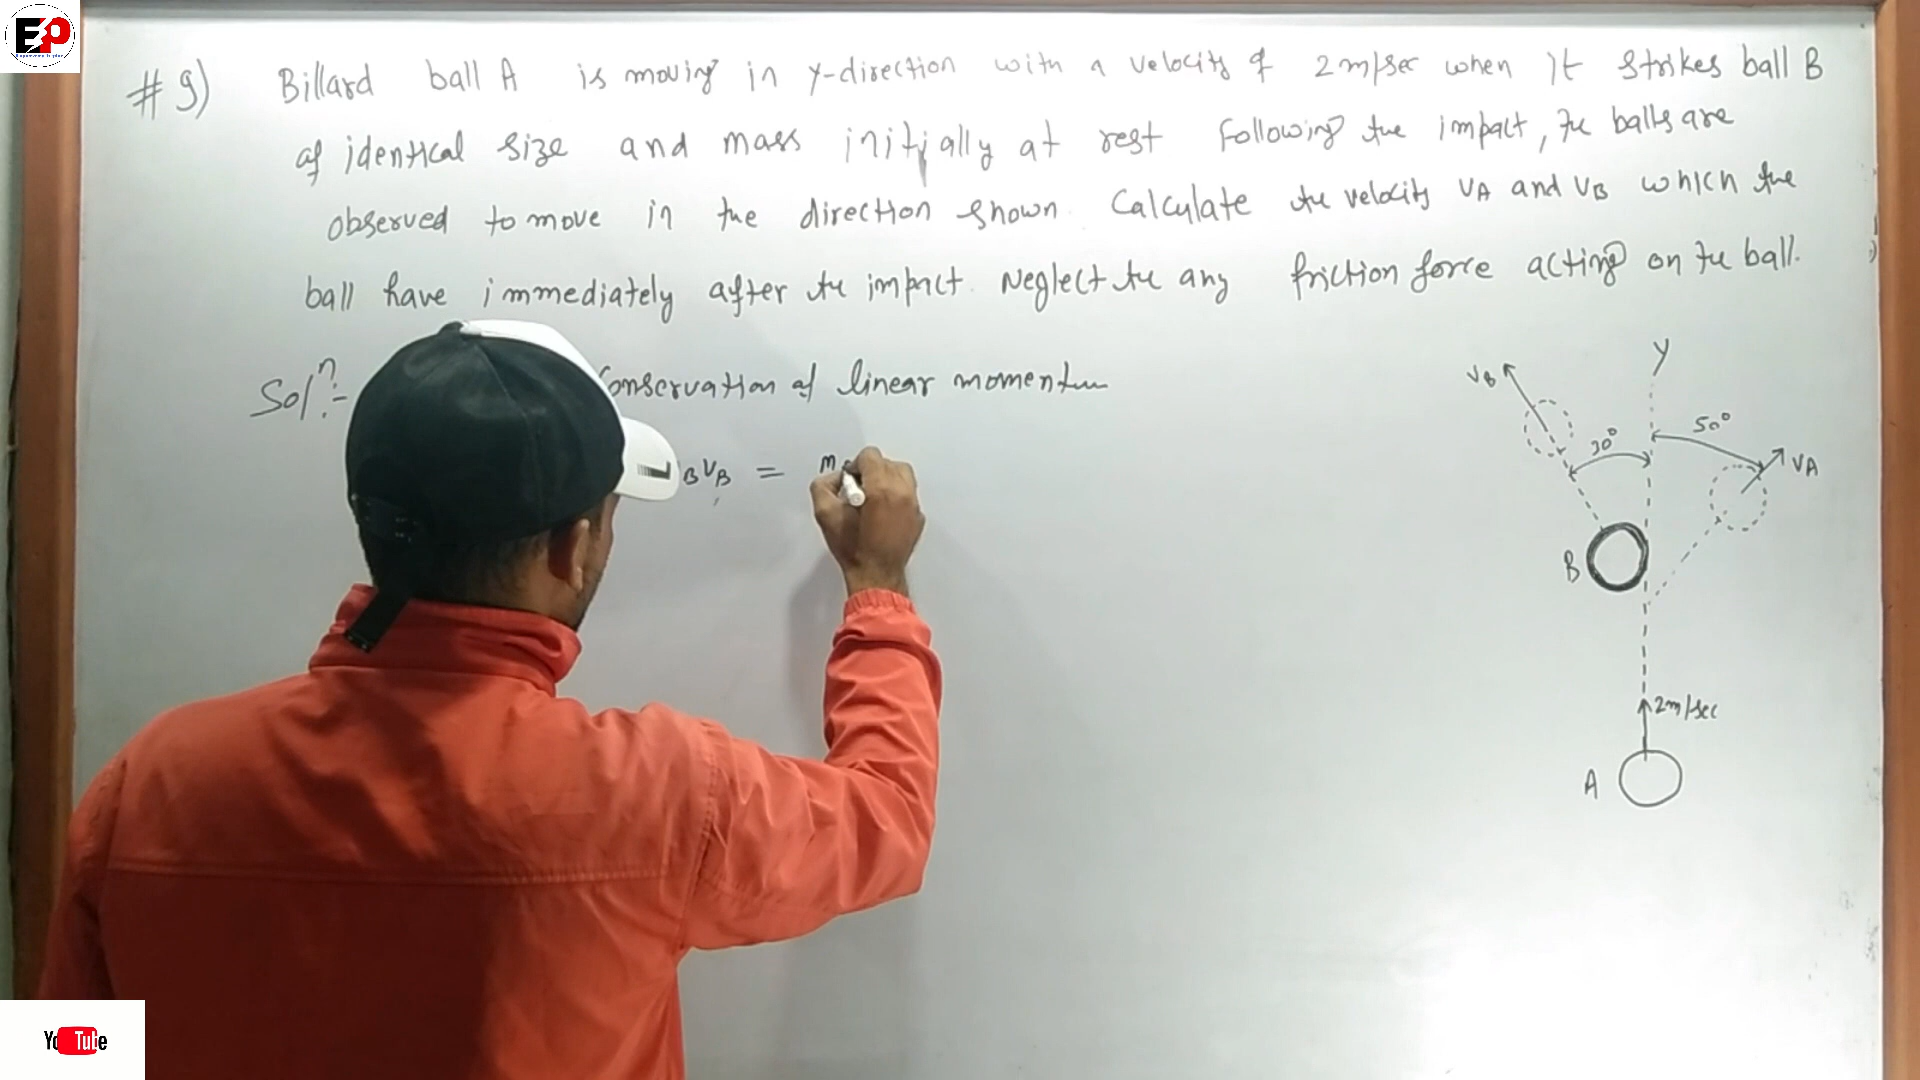 EP
# 9) Billard ball A is moving in y-direction with a velocity of 2m/sec when it strikes ball B
of identical size and mass initially at rest following the impact, the balls are
observed to move in the direction shown. Calculate the velocity VA and VB which the
ball have immediately after the impact. Neglect the any friction force acting on the ball.
Solⁿ:- Conservation of linear momentum
BVB = m
y
VB
30°
50°
VA
B
2m/sec
A
YouTube